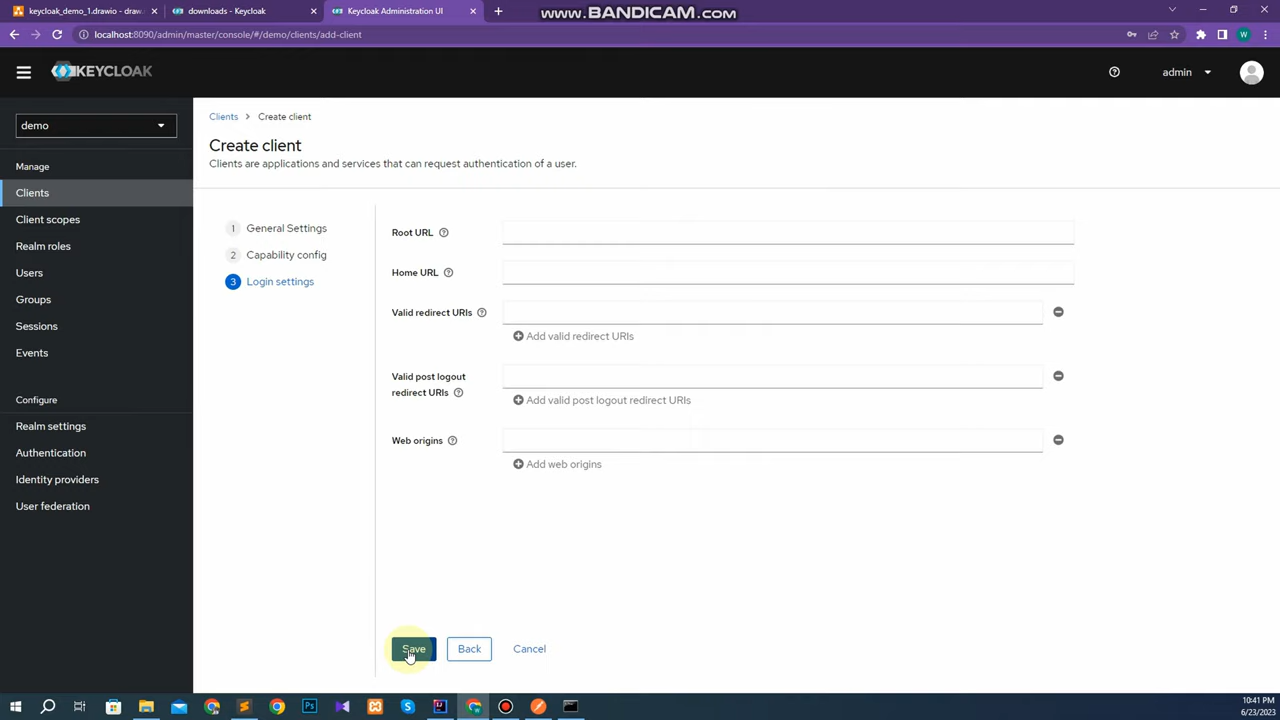 keycloak_demo_1.drawio - draw.
downloads - Keycloak
Keycloak Administration UI
www.BANDICAM.com
localhost:8090/admin/master/console/#/demo/clients/add-client
W
KEYCLOAK
admin
demo
Manage
Clients
Client scopes
Realm roles
Users
Groups
Sessions
Events
Configure
Realm settings
Authentication
Identity providers
User federation
Clients > Create client
Create client
Clients are applications and services that can request authentication of a user.
1 General Settings
2 Capability config
3 Login settings
Root URL
Home URL
Valid redirect URIs
Add valid redirect URIs
Valid post logout
redirect URIs
Add valid post logout redirect URIs
Web origins
Add web origins
Save
Back
Cancel
Ps
10:41 PM
6/23/2023